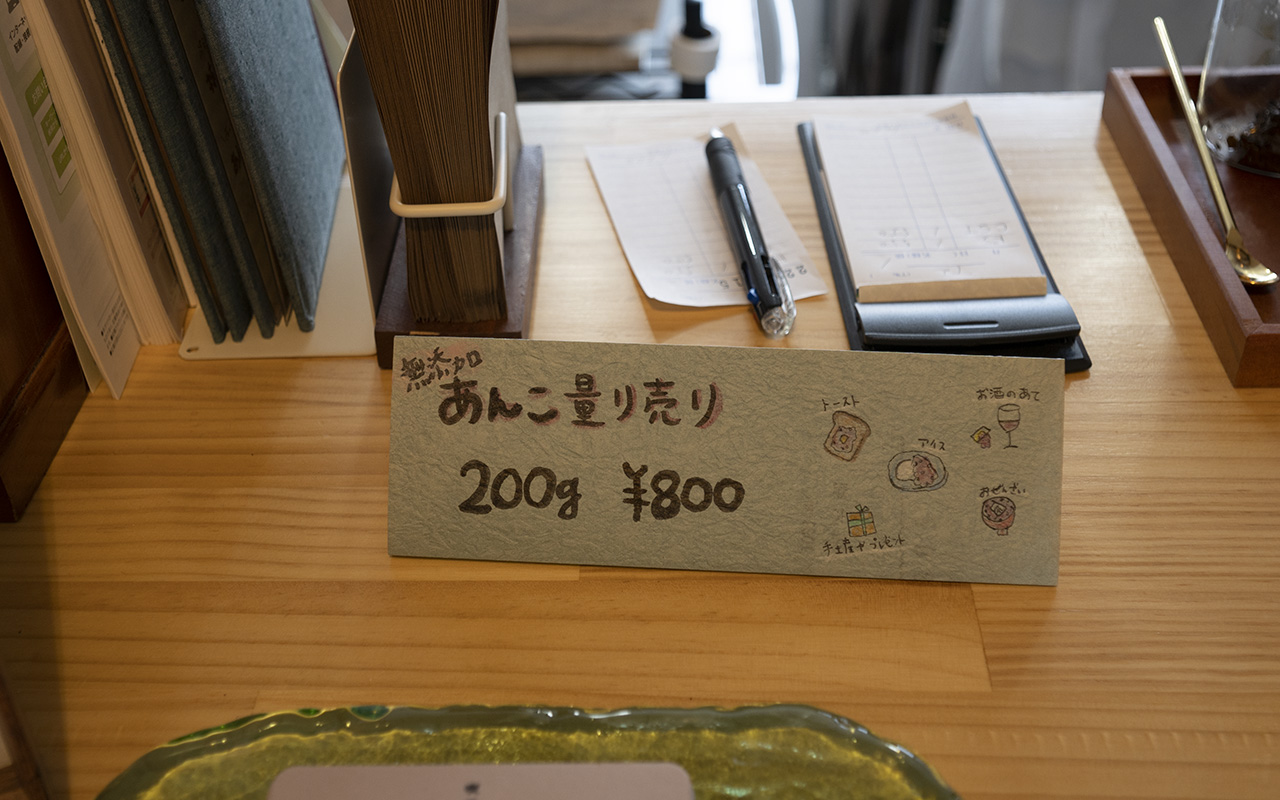 無添加
あんこ量り売り
200g ¥800
トースト
お酒のあて
アイス
おぜんざい
手土産やプレゼント